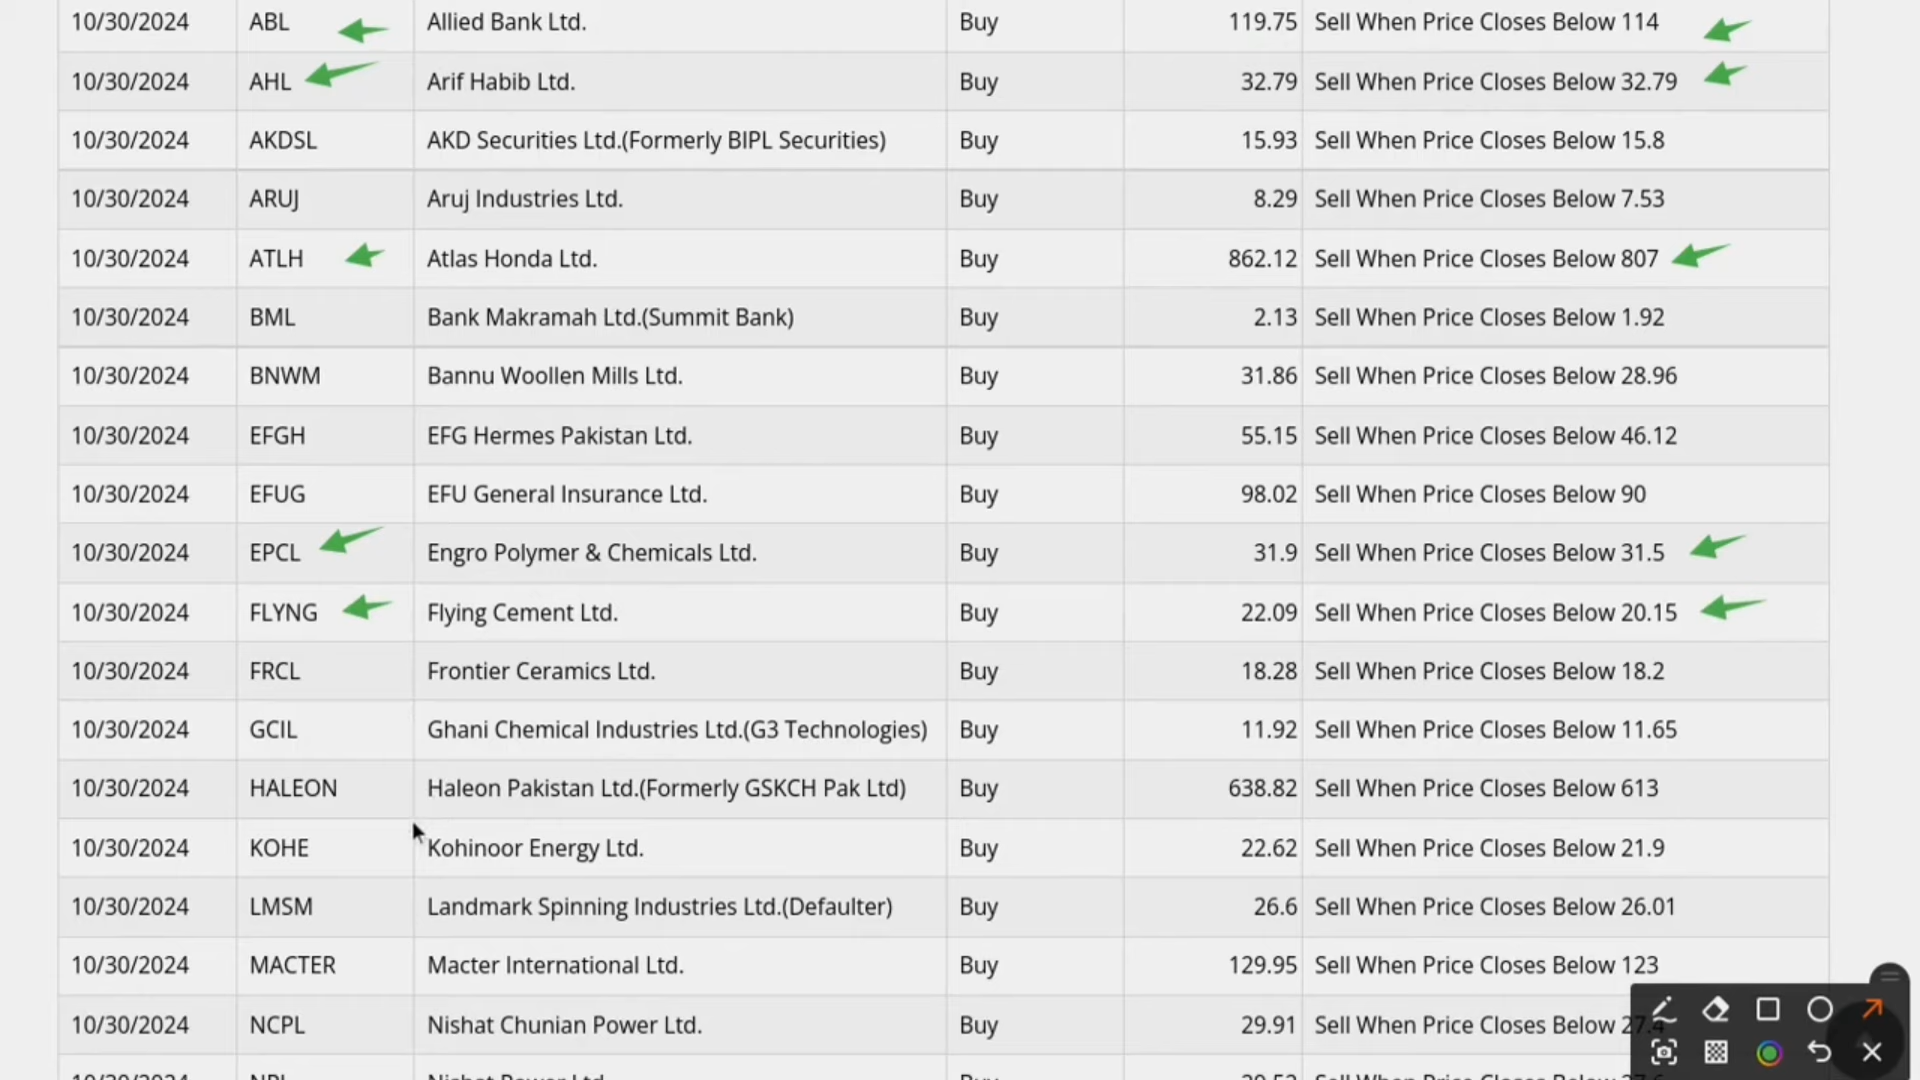 10/30/2024 ABL Allied Bank Ltd. Buy 119.75 Sell When Price Closes Below 114
10/30/2024 AHL Arif Habib Ltd. Buy 32.79 Sell When Price Closes Below 32.79
10/30/2024 AKDSL AKD Securities Ltd.(Formerly BIPL Securities) Buy 15.93 Sell When Price Closes Below 15.8
10/30/2024 ARUJ Aruj Industries Ltd. Buy 8.29 Sell When Price Closes Below 7.53
10/30/2024 ATLH Atlas Honda Ltd. Buy 862.12 Sell When Price Closes Below 807
10/30/2024 BML Bank Makramah Ltd.(Summit Bank) Buy 2.13 Sell When Price Closes Below 1.92
10/30/2024 BNWM Bannu Woollen Mills Ltd. Buy 31.86 Sell When Price Closes Below 28.96
10/30/2024 EFGH EFG Hermes Pakistan Ltd. Buy 55.15 Sell When Price Closes Below 46.12
10/30/2024 EFUG EFU General Insurance Ltd. Buy 98.02 Sell When Price Closes Below 90
10/30/2024 EPCL Engro Polymer & Chemicals Ltd. Buy 31.9 Sell When Price Closes Below 31.5
10/30/2024 FLYNG Flying Cement Ltd. Buy 22.09 Sell When Price Closes Below 20.15
10/30/2024 FRCL Frontier Ceramics Ltd. Buy 18.28 Sell When Price Closes Below 18.2
10/30/2024 GCIL Ghani Chemical Industries Ltd.(G3 Technologies) Buy 11.92 Sell When Price Closes Below 11.65
10/30/2024 HALEON Haleon Pakistan Ltd.(Formerly GSKCH Pak Ltd) Buy 638.82 Sell When Price Closes Below 613
10/30/2024 KOHE Kohinoor Energy Ltd. Buy 22.62 Sell When Price Closes Below 21.9
10/30/2024 LMSM Landmark Spinning Industries Ltd.(Defaulter) Buy 26.6 Sell When Price Closes Below 26.01
10/30/2024 MACTER Macter International Ltd. Buy 129.95 Sell When Price Closes Below 123
10/30/2024 NCPL Nishat Chunian Power Ltd. Buy 29.91 Sell When Price Closes Below 27.4